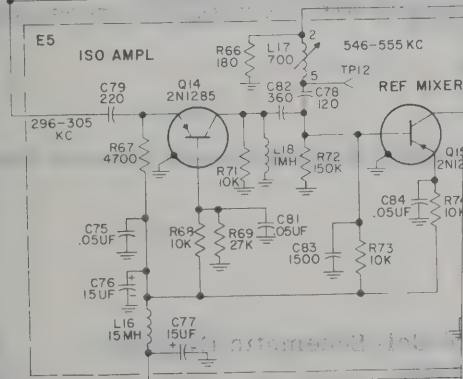 E5
ISO AMPL
R66
180
2
L17
700
5
546-555 KC
TP12
C79
220
Q14
2N1285
C82
360
C78
120
REF MIXER
296-305
KC
R67
4700
R71
10K
L18
1MH
R72
150K
Q15
C75
.05UF
R68
10K
R69
27K
C81
.05UF
C84
.05UF
10K
C83
1500
R73
10K
C76
15UF
+
-
L16
15MH
C77
15UF
+
-